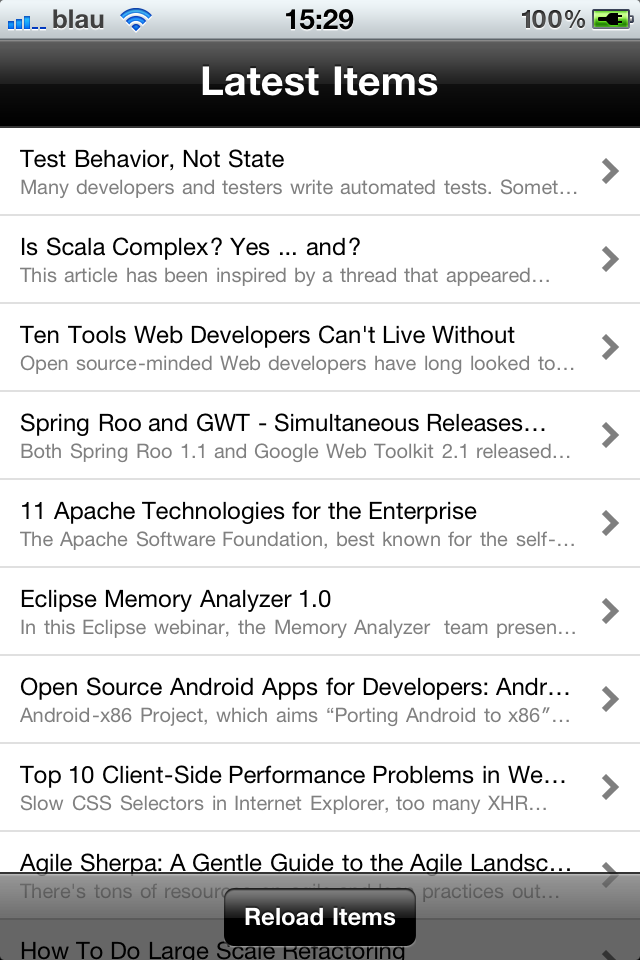 blau 15:29 100%
Latest Items
Test Behavior, Not State
Many developers and testers write automated tests. Somet…
Is Scala Complex? Yes ... and?
This article has been inspired by a thread that appeared…
Ten Tools Web Developers Can't Live Without
Open source-minded Web developers have long looked to…
Spring Roo and GWT - Simultaneous Releases…
Both Spring Roo 1.1 and Google Web Toolkit 2.1 released…
11 Apache Technologies for the Enterprise
The Apache Software Foundation, best known for the self-…
Eclipse Memory Analyzer 1.0
In this Eclipse webinar, the Memory Analyzer  team presen…
Open Source Android Apps for Developers: Andr…
Android-x86 Project, which aims “Porting Android to x86″…
Top 10 Client-Side Performance Problems in We…
Slow CSS Selectors in Internet Explorer, too many XHR…
Agile Sherpa: A Gentle Guide to the Agile Landsc…
There's tons of resources on agile and lean practices out…
Reload Items
How To Do Large Scale Refactoring